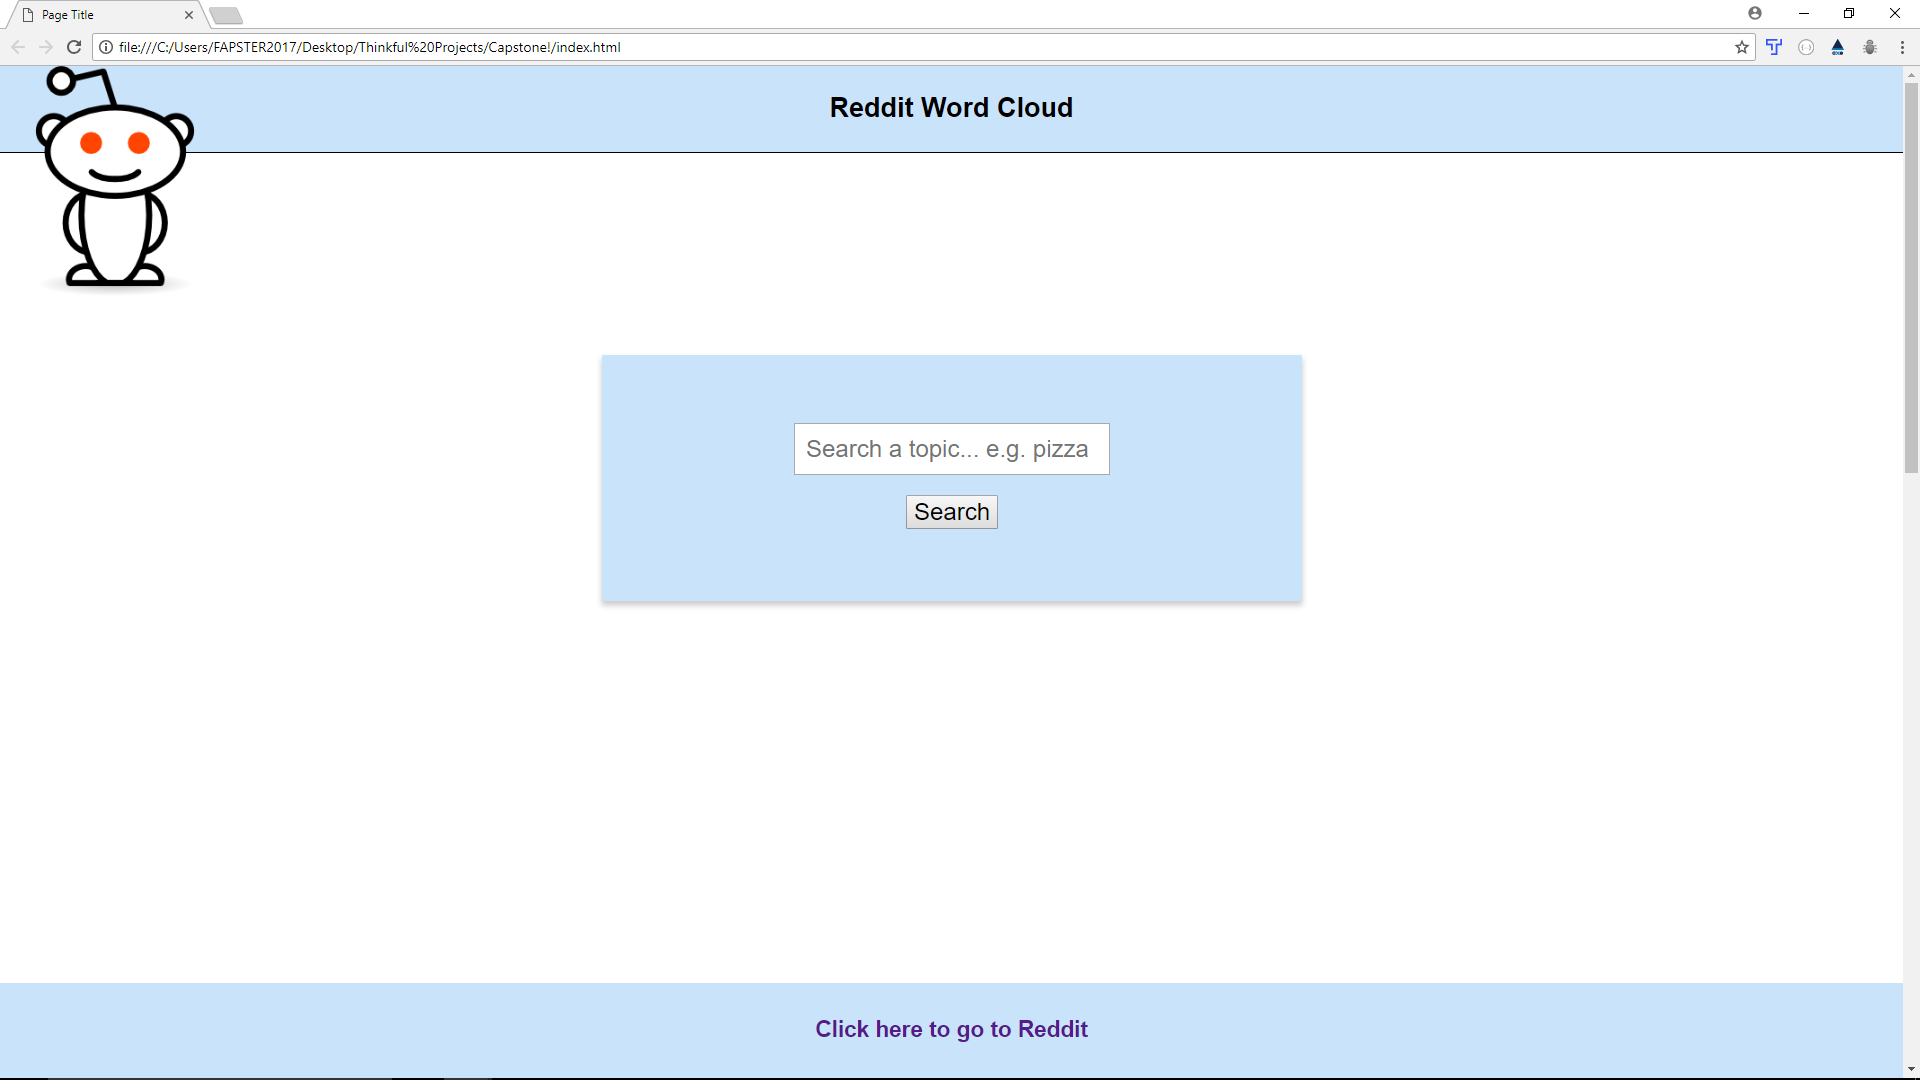 Page Title
file:///C:/Users/FAPSTER2017/Desktop/Thinkful%20Projects/Capstone!/index.html
Reddit Word Cloud
Search a topic... e.g. pizza
Search
Click here to go to Reddit